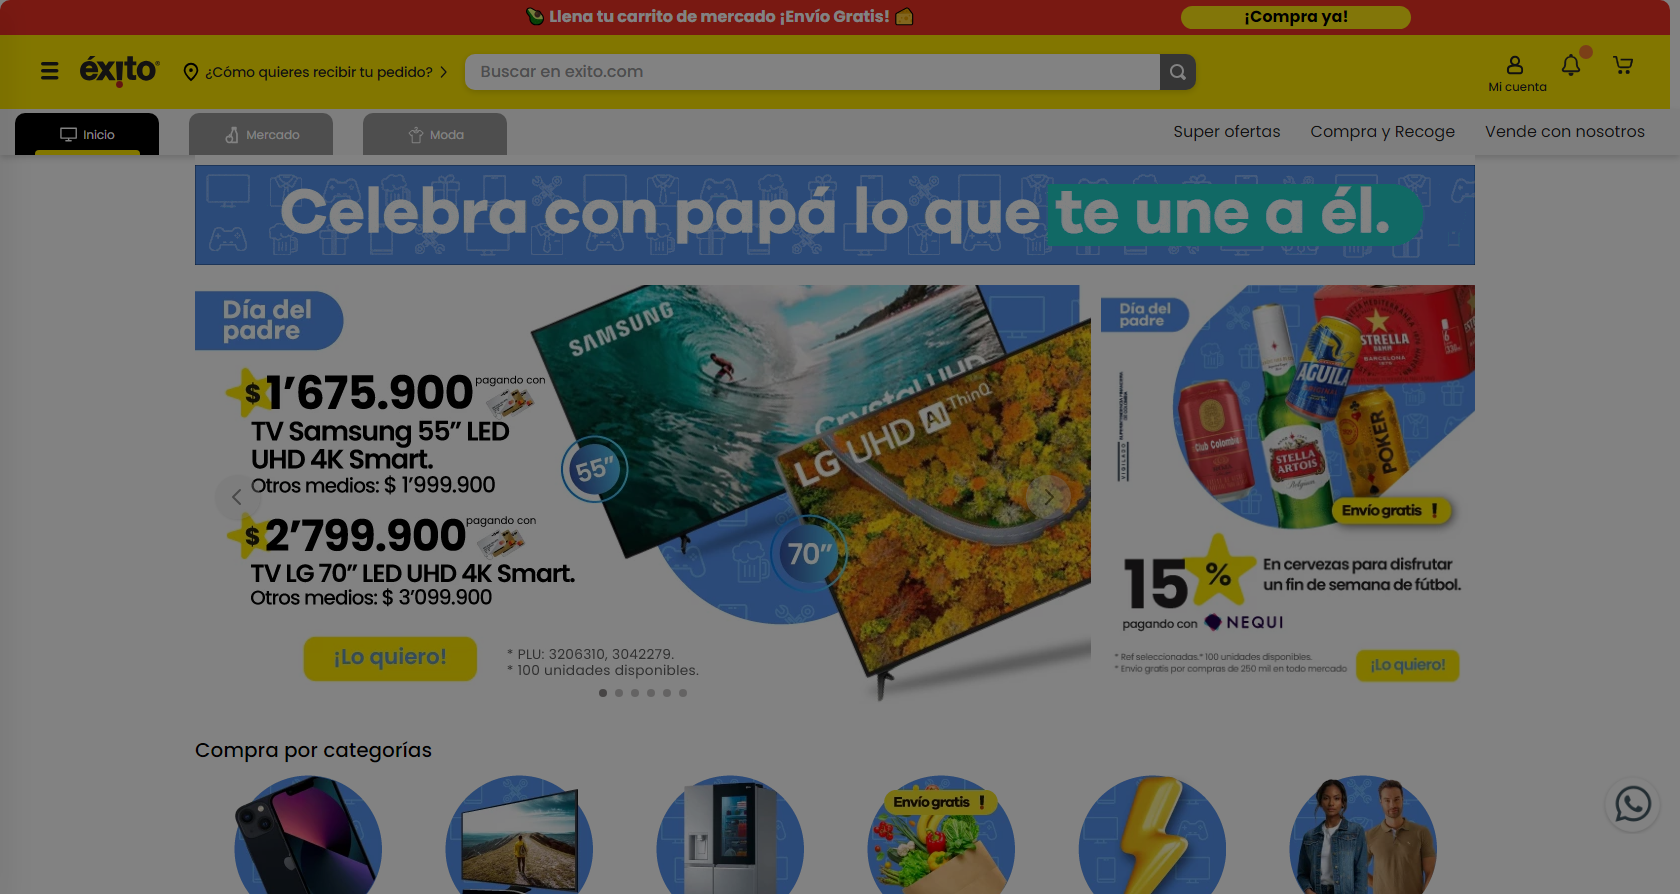 Llena tu carrito de mercado ¡Envío Gratis!
¡Compra ya!
éxito
¿Cómo quieres recibir tu pedido?
Buscar en exito.com
Mi cuenta
Inicio
Mercado
Moda
Super ofertas
Compra y Recoge
Vende con nosotros
Celebra con papá lo que te une a él.
Día del
padre
$1'675.900 pagando con
TV Samsung 55" LED
UHD 4K Smart.
Otros medios: $ 1'999.900
$2'799.900 pagando con
TV LG 70" LED UHD 4K Smart.
Otros medios: $ 3'099.900
¡Lo quiero!
* PLU: 3206310, 3042279.
* 100 unidades disponibles.
SAMSUNG
Crystal UHD
55"
LG UHD AI ThinQ
70"
Día del
padre
VIGILADO
ESTRELLA
BARCELONA
AGUILA
Club Colombia
STELLA
ARTOIS
POKER
Envío gratis !
15% En cervezas para disfrutar
un fin de semana de fútbol.
pagando con NEQUI
* Ref seleccionadas.* 100 unidades disponibles.
* Envío gratis por compras de 250 mil en todo mercado
¡Lo quiero!
Compra por categorías
Envío gratis !